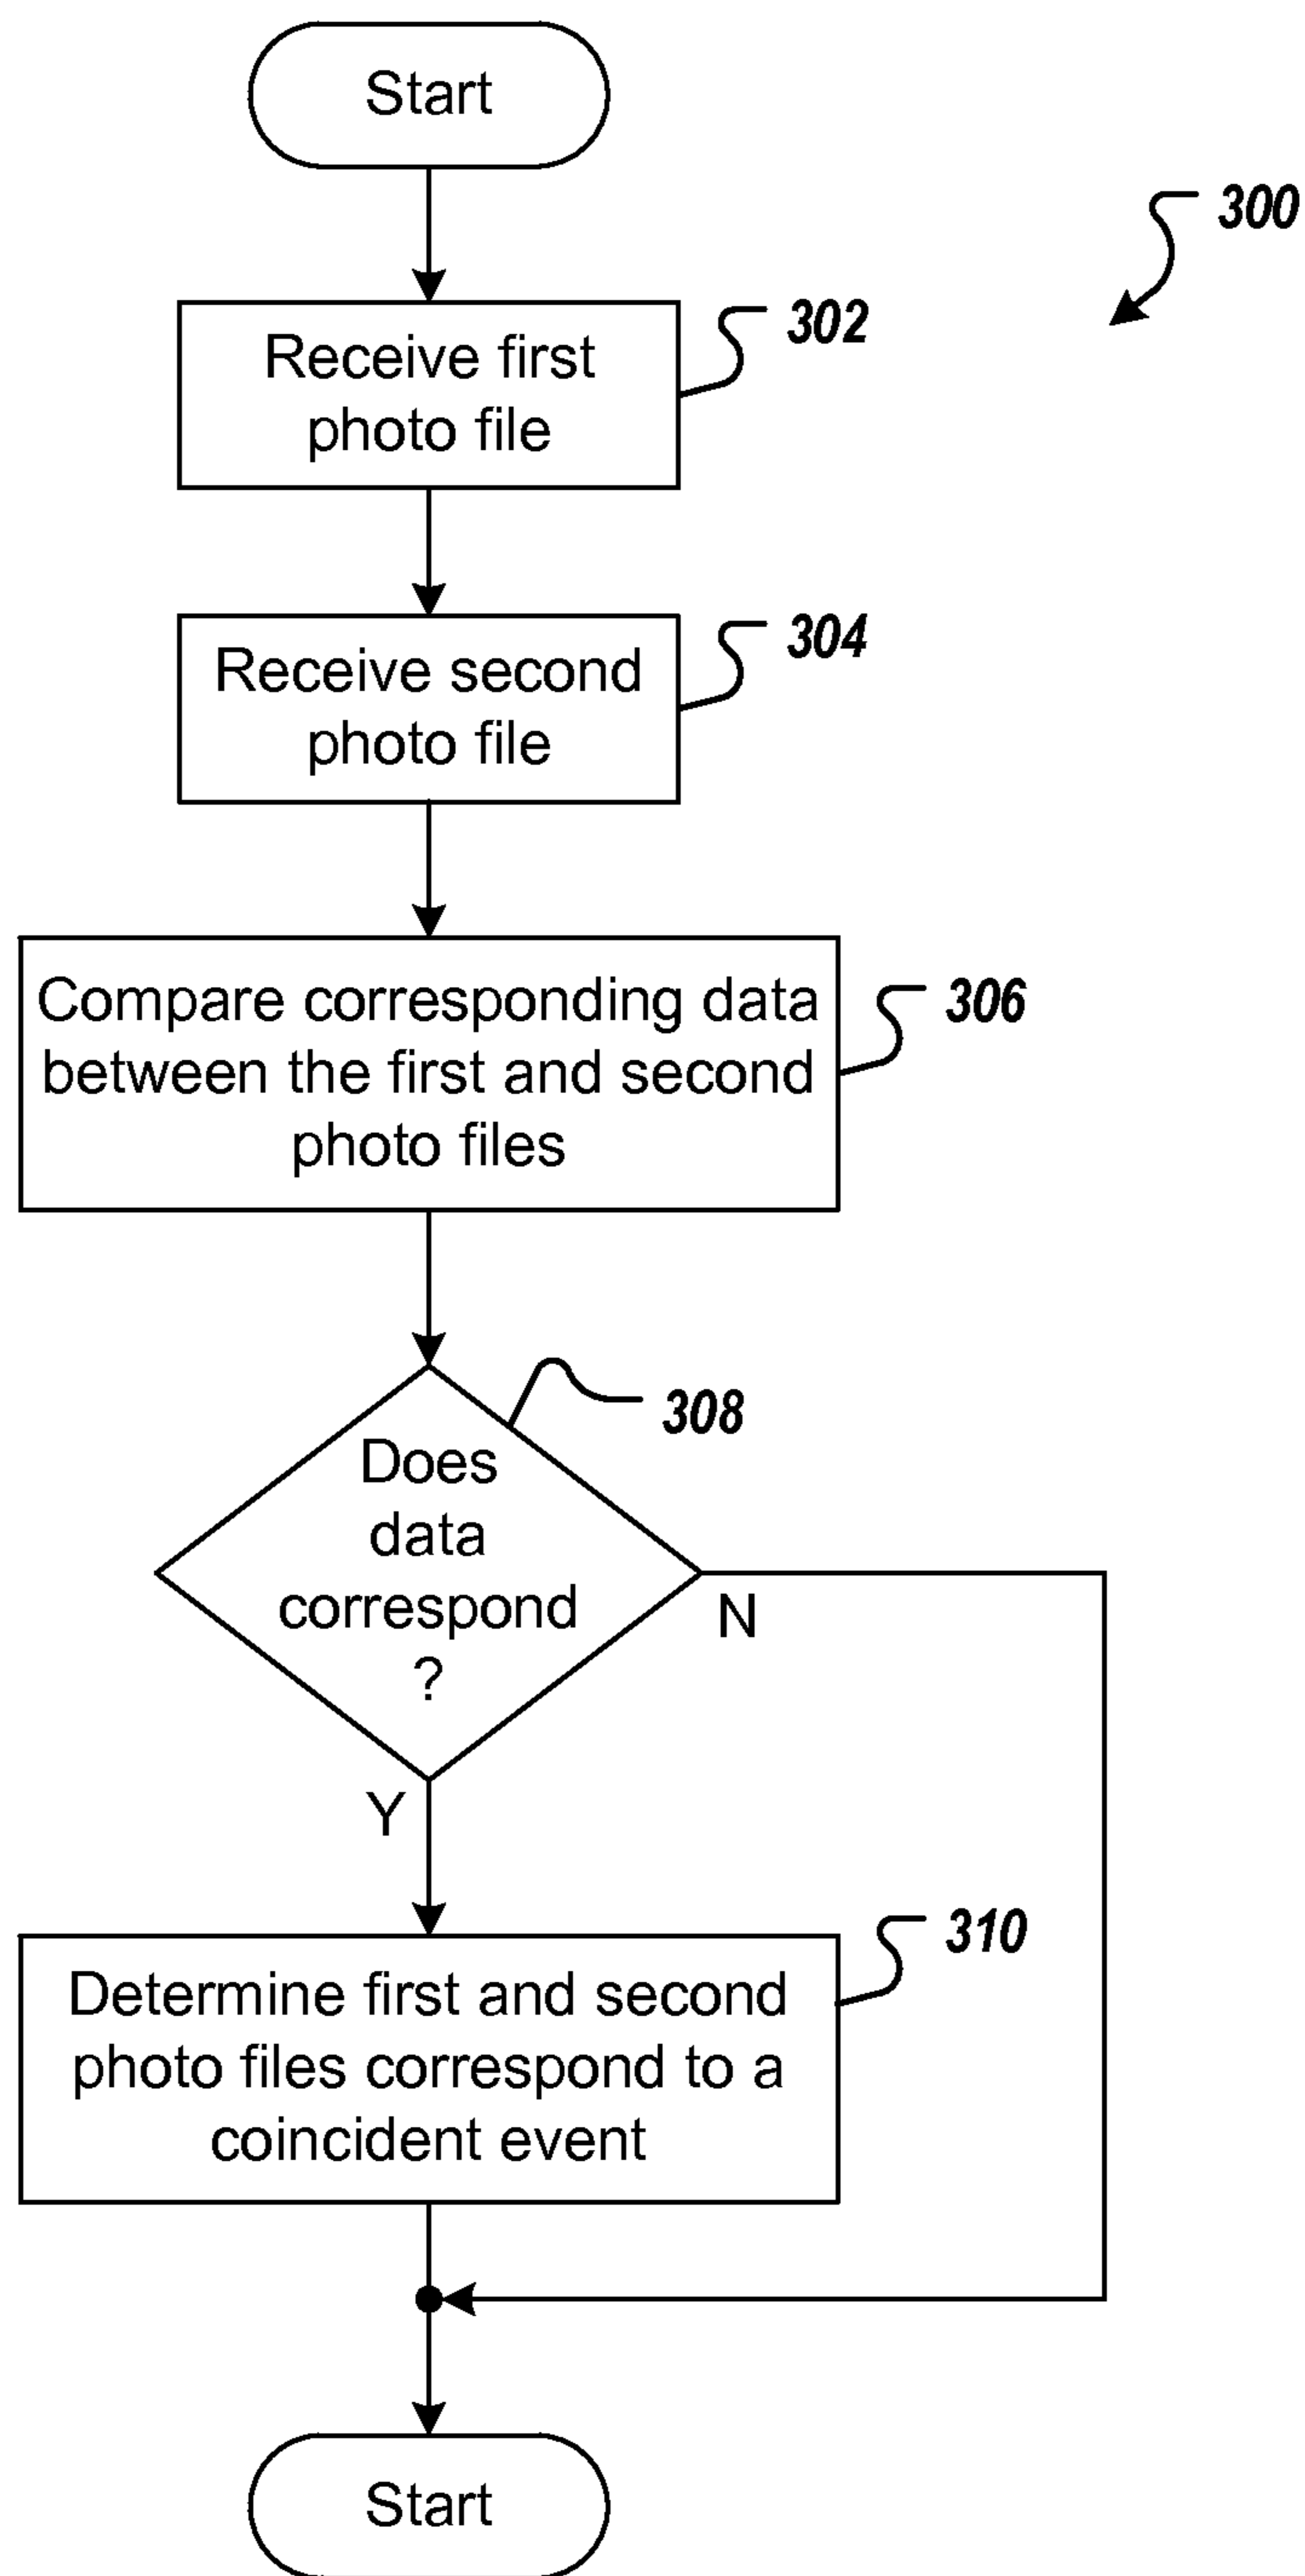 Start
300
Receive first
photo file
302
Receive second
photo file
304
Compare corresponding data
between the first and second
photo files
306
308
Does
data
correspond
?
N
Y
Determine first and second
photo files correspond to a
coincident event
310
Start